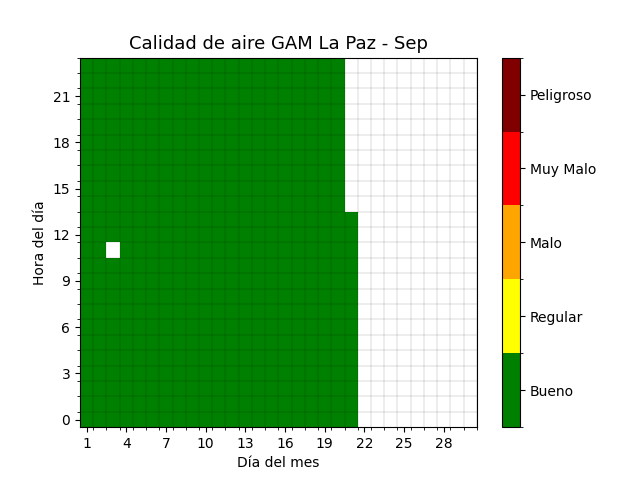 Calidad de aire GAM La Paz - Sep
Hora del día
21
18
15
12
9
6
3
0
1 4 7 10 13 16 19 22 25 28
Día del mes
Peligroso
Muy Malo
Malo
Regular
Bueno